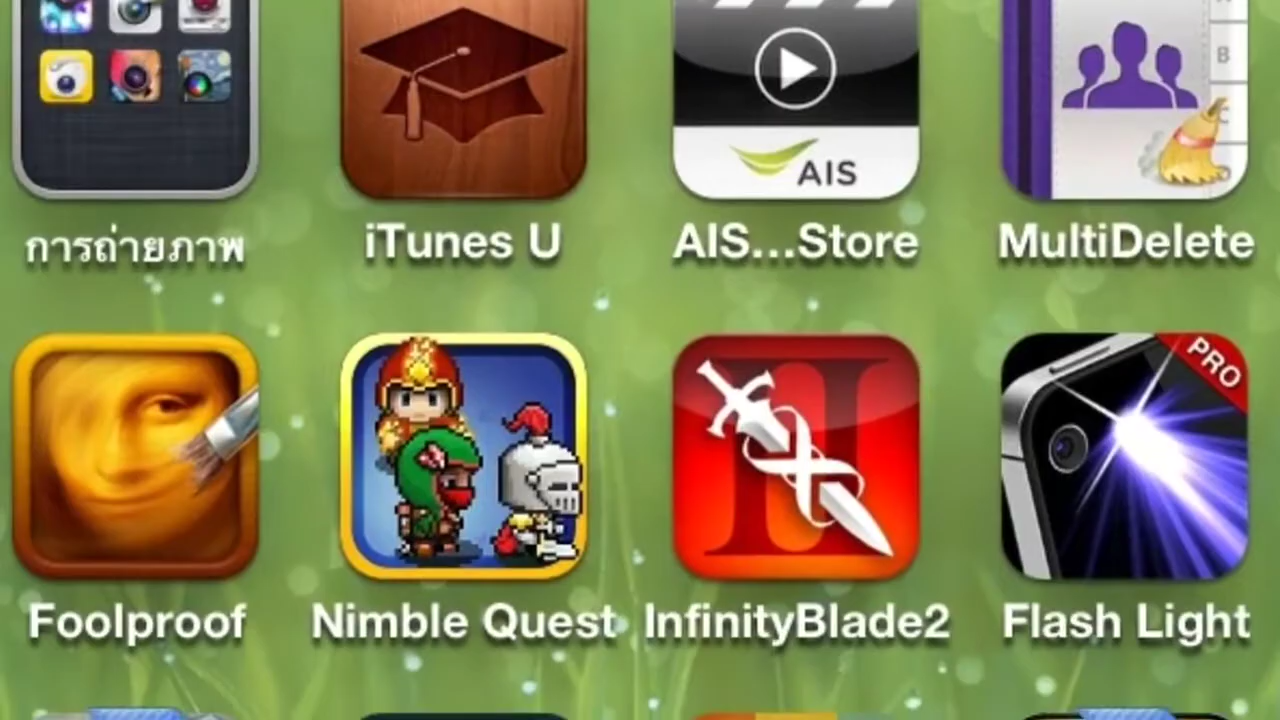 B
C
AIS
การถ่ายภาพ
iTunes U
AIS...Store
MultiDelete
PRO
II
Foolproof
Nimble Quest
InfinityBlade2
Flash Light